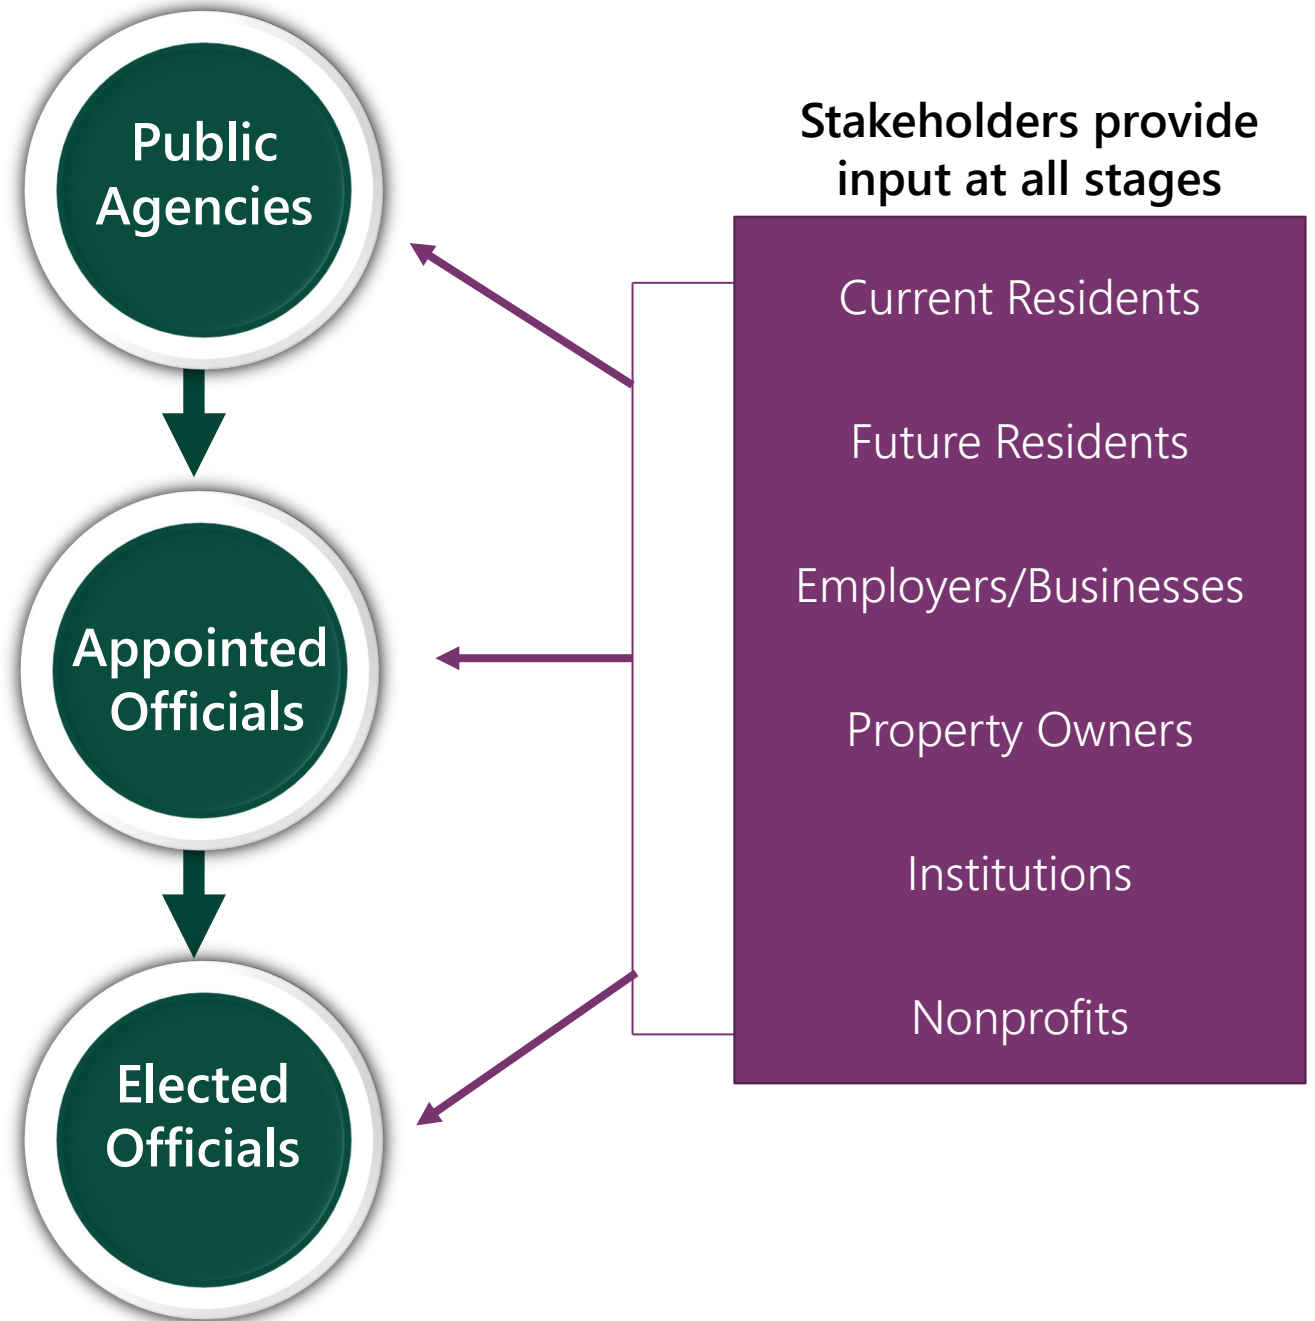 Public
Agencies
Appointed
Officials
Elected
Officials
Stakeholders provide
input at all stages
Current Residents
Future Residents
Employers/Businesses
Property Owners
Institutions
Nonprofits